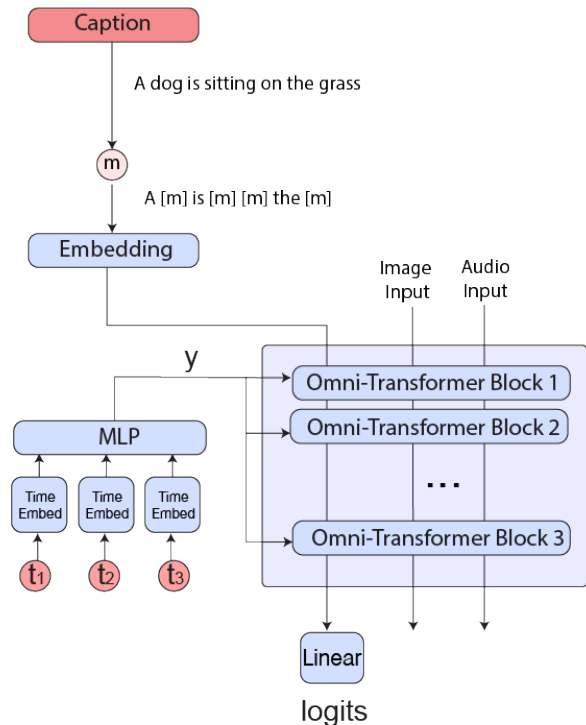 Caption
A dog is sitting on the grass
m
A [m] is [m] [m] the [m]
Embedding
Image
Input
Audio
Input
y
Omni-Transformer Block 1
MLP
Omni-Transformer Block 2
...
Time
Embed
Time
Embed
Time
Embed
Omni-Transformer Block 3
t1
t2
t3
Linear
logits